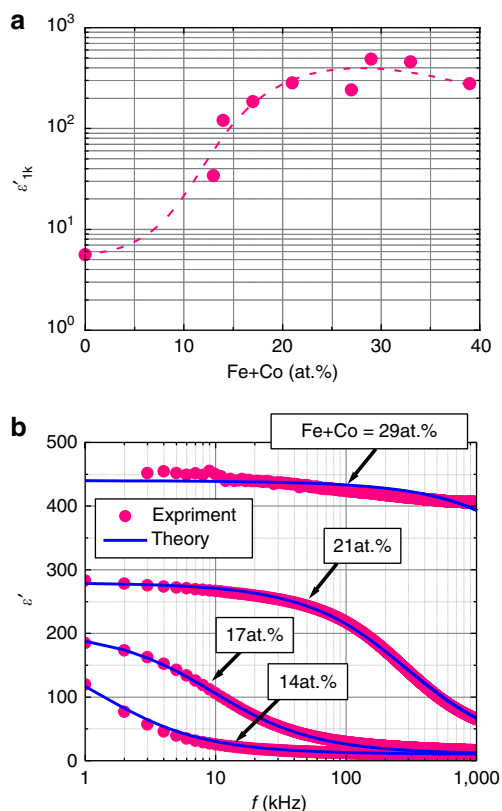 a
10³
10²
10¹
10⁰
ε′1k
0
10
20
30
40
Fe+Co (at.%)
b
500
400
300
200
100
0
ε′
Fe+Co = 29at.%
Expriment
Theory
21at.%
17at.%
14at.%
1
10
100
1,000
f (kHz)